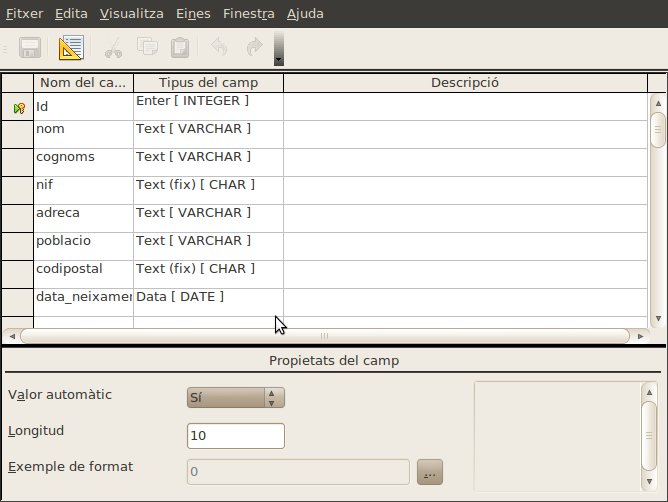 Fitxer Edita Visualitza Eines Finestra Ajuda
Nom del ca... Tipus del camp Descripció
Id Enter [ INTEGER ]
nom Text [ VARCHAR ]
cognoms Text [ VARCHAR ]
nif Text (fix) [ CHAR ]
adreca Text [ VARCHAR ]
poblacio Text [ VARCHAR ]
codipostal Text (fix) [ CHAR ]
data_neixamer Data [ DATE ]
Propietats del camp
Valor automàtic Sí
Longitud 10
Exemple de format 0 ...